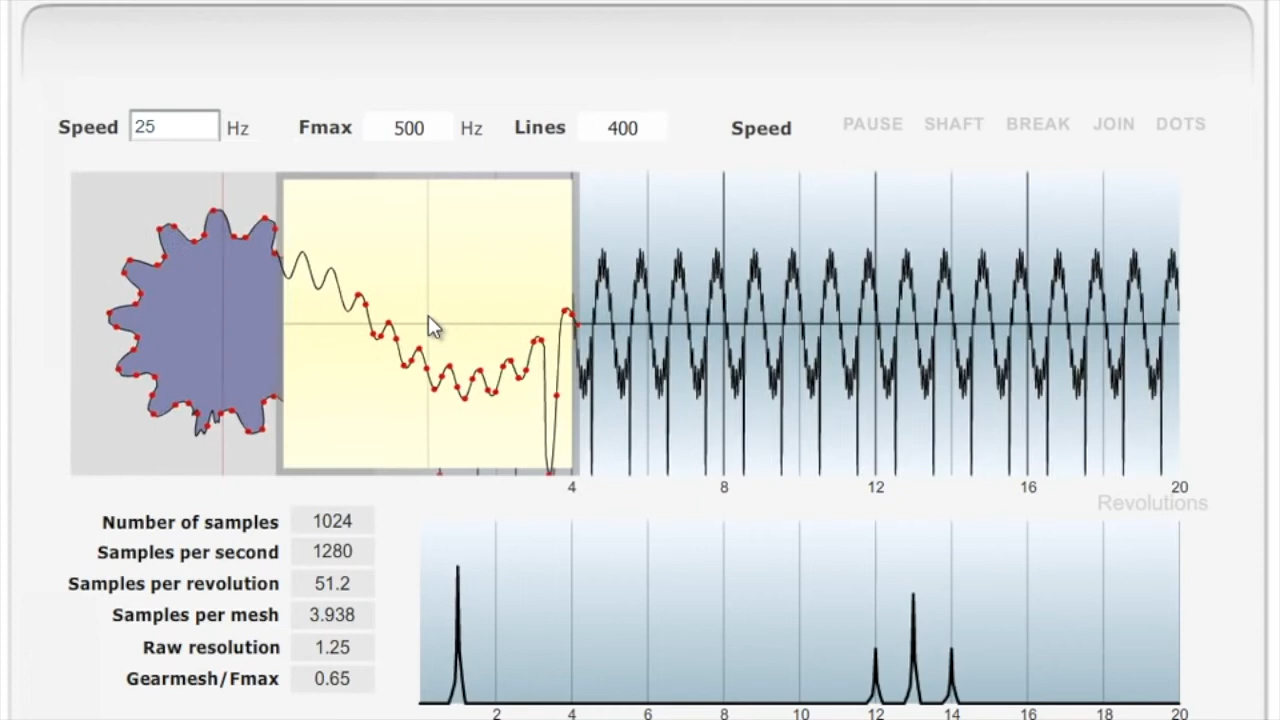 Speed 25 Hz Fmax 500 Hz Lines 400 Speed PAUSE SHAFT BREAK JOIN DOTS
4 8 12 16 20
Revolutions
Number of samples 1024
Samples per second 1280
Samples per revolution 51.2
Samples per mesh 3.938
Raw resolution 1.25
Gearmesh/Fmax 0.65
2 4 6 8 10 12 14 16 18 20